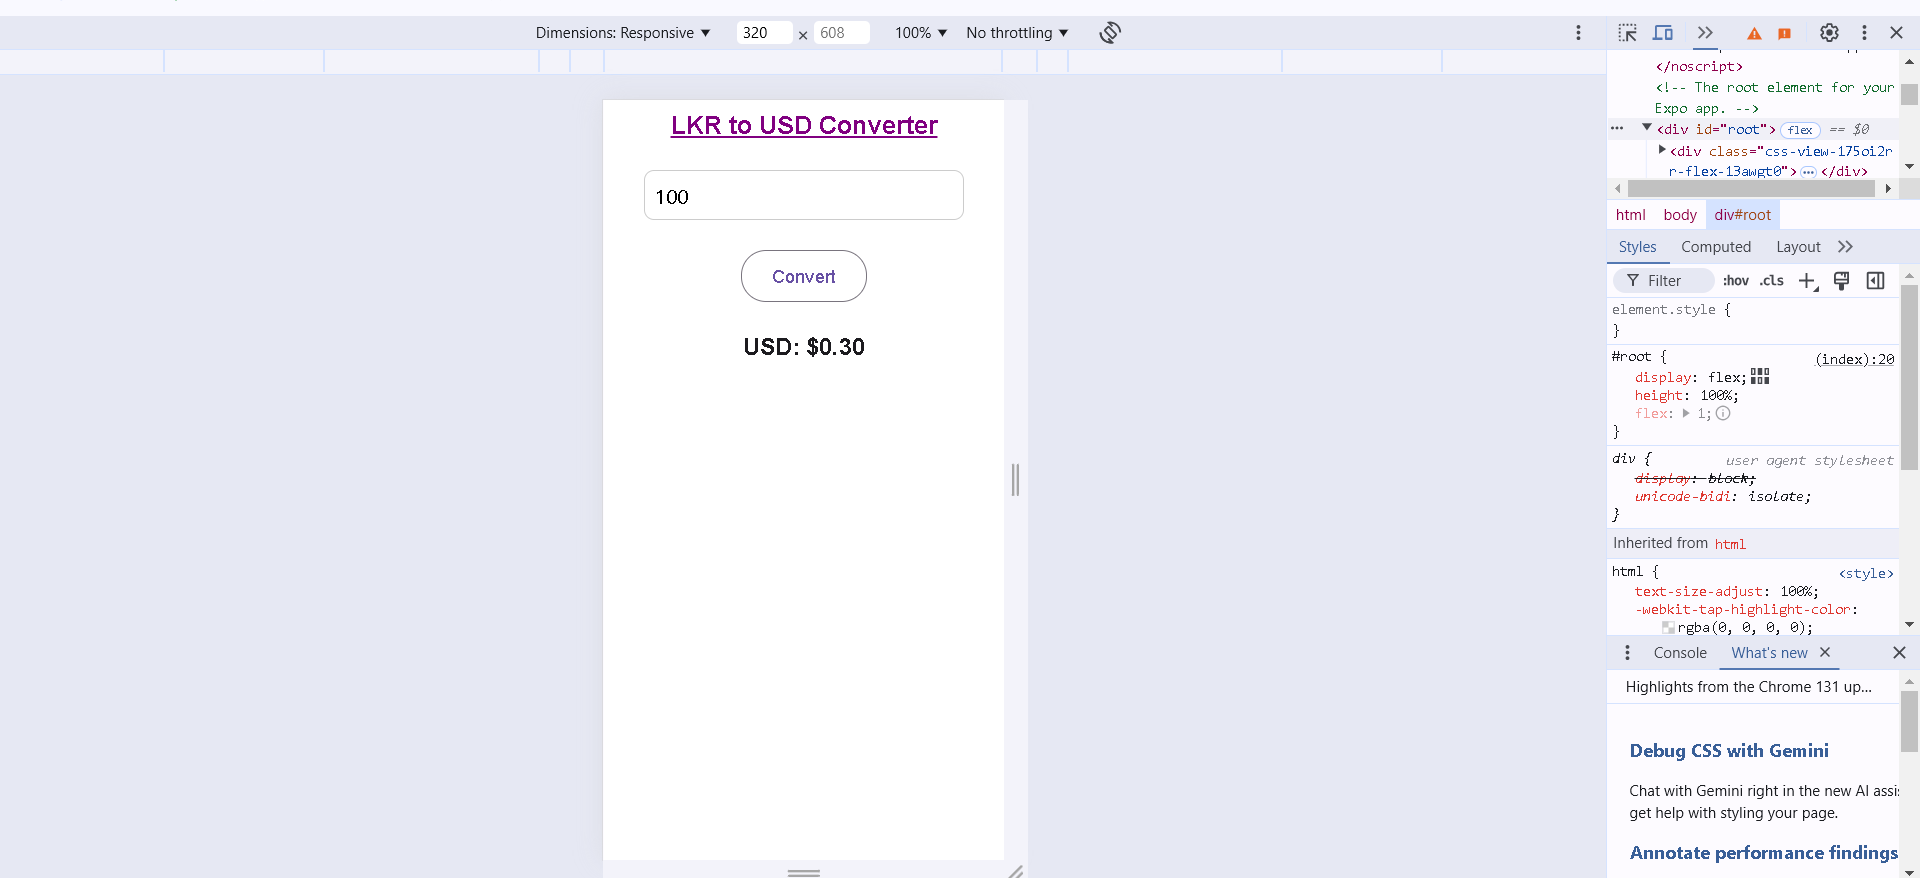 Dimensions: Responsive ▼ 320 × 608 100% ▼ No throttling ▼
LKR to USD Converter
100
Convert
USD: $0.30
</noscript>
<!-- The root element for your
Expo app. -->
••• ▼ <div id="root"> flex == $0
▶ <div class="css-view-175oi2r
r-flex-13awgt0"> ••• </div>
html body div#root
Styles Computed Layout
Filter :hov .cls
element.style {
}
#root { (index):20
display: flex;
height: 100%;
flex: ▶ 1;
}
div { user agent stylesheet
display: block;
unicode-bidi: isolate;
}
Inherited from html
html { <style>
text-size-adjust: 100%;
-webkit-tap-highlight-color:
rgba(0, 0, 0, 0);
Console What's new
Highlights from the Chrome 131 up...
Debug CSS with Gemini
Chat with Gemini right in the new AI assi
get help with styling your page.
Annotate performance findings